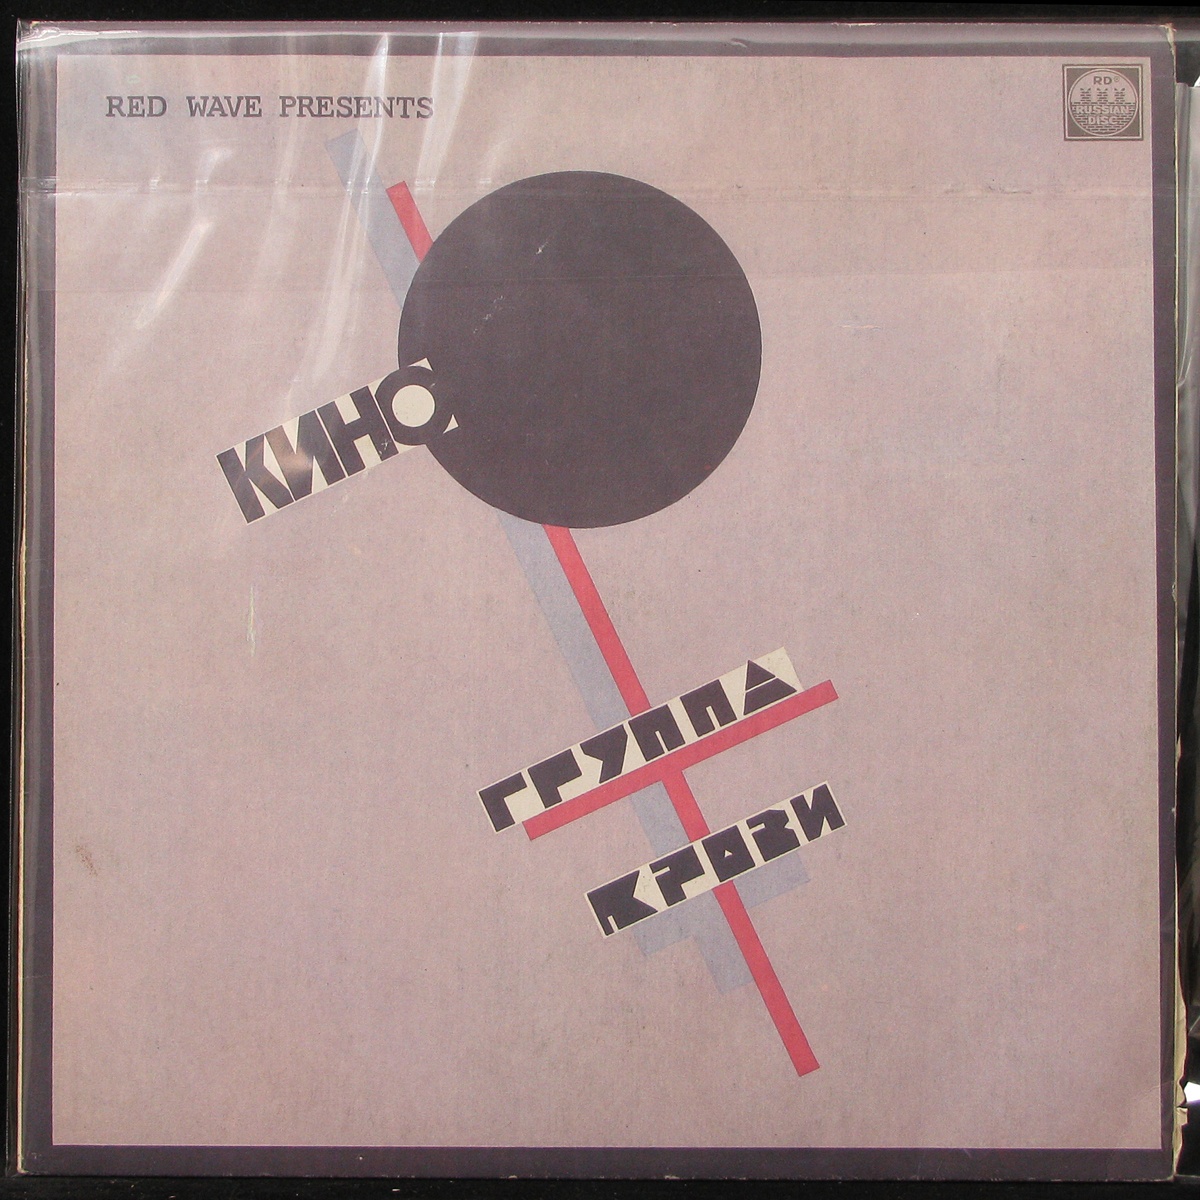 RED WAVE PRESENTS
RD®
RUSSIAN
DISC
КИНО
ГРУППА
КРОВИ